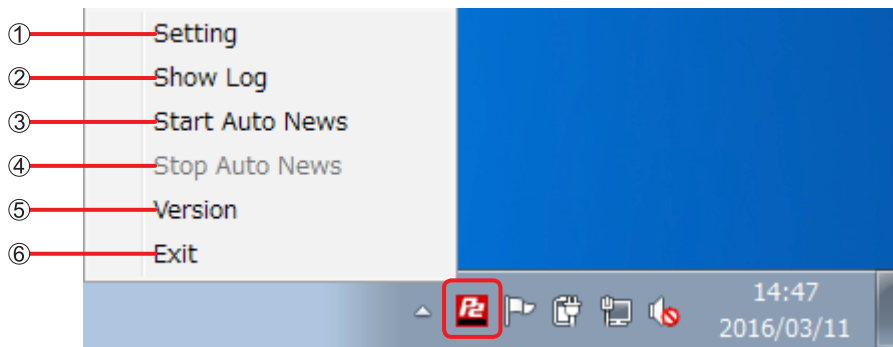 ① Setting
② Show Log
③ Start Auto News
④ Stop Auto News
⑤ Version
⑥ Exit
P2
14:47
2016/03/11